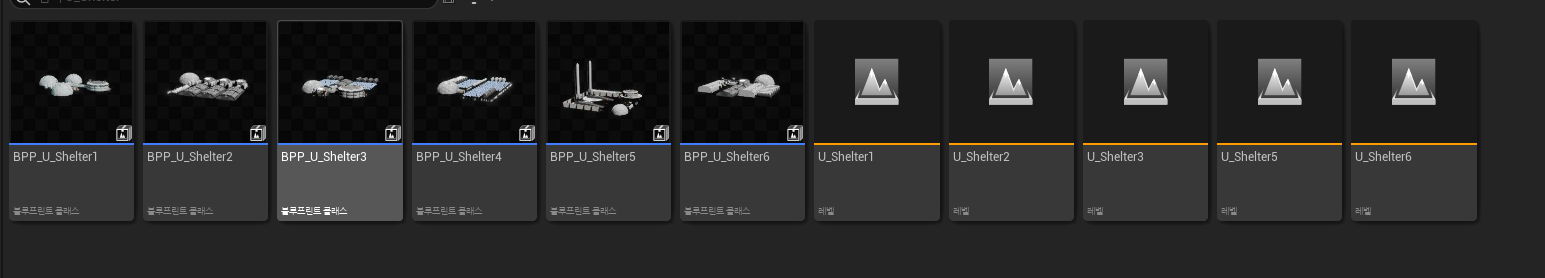 BPP_U_Shelter1
블루프린트 클래스
BPP_U_Shelter2
블루프린트 클래스
BPP_U_Shelter3
블루프린트 클래스
BPP_U_Shelter4
블루프린트 클래스
BPP_U_Shelter5
블루프린트 클래스
BPP_U_Shelter6
블루프린트 클래스
U_Shelter1
레벨
U_Shelter2
레벨
U_Shelter3
레벨
U_Shelter5
레벨
U_Shelter6
레벨